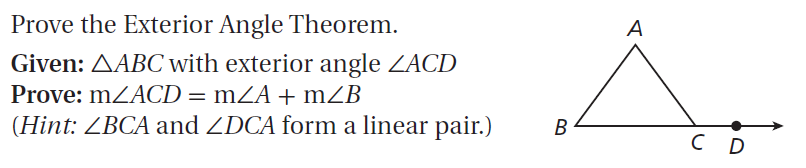 Prove the Exterior Angle Theorem.
Given: △ABC with exterior angle ∠ACD
Prove: m∠ACD = m∠A + m∠B
(Hint: ∠BCA and ∠DCA form a linear pair.)
A
B
C D